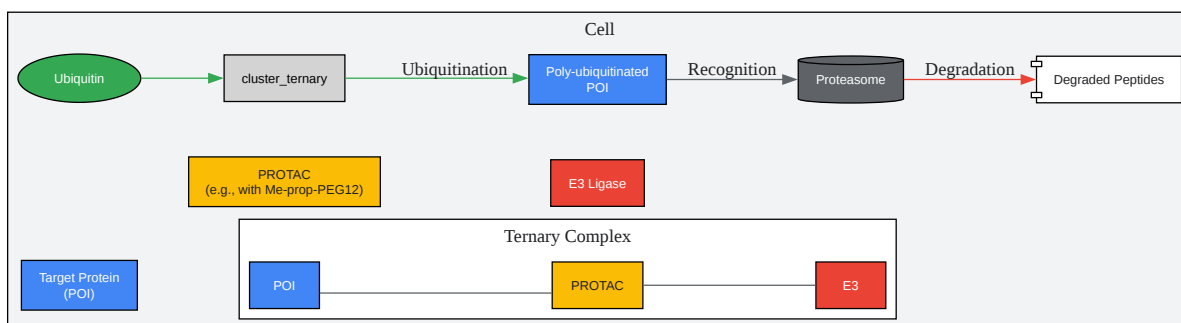 Cell
Ubiquitin
cluster_ternary
Ubiquitination
Poly-ubiquitinated
POI
Recognition
Proteasome
Degradation
Degraded Peptides
PROTAC
(e.g., with Me-prop-PEG12)
E3 Ligase
Ternary Complex
Target Protein
(POI)
POI
PROTAC
E3